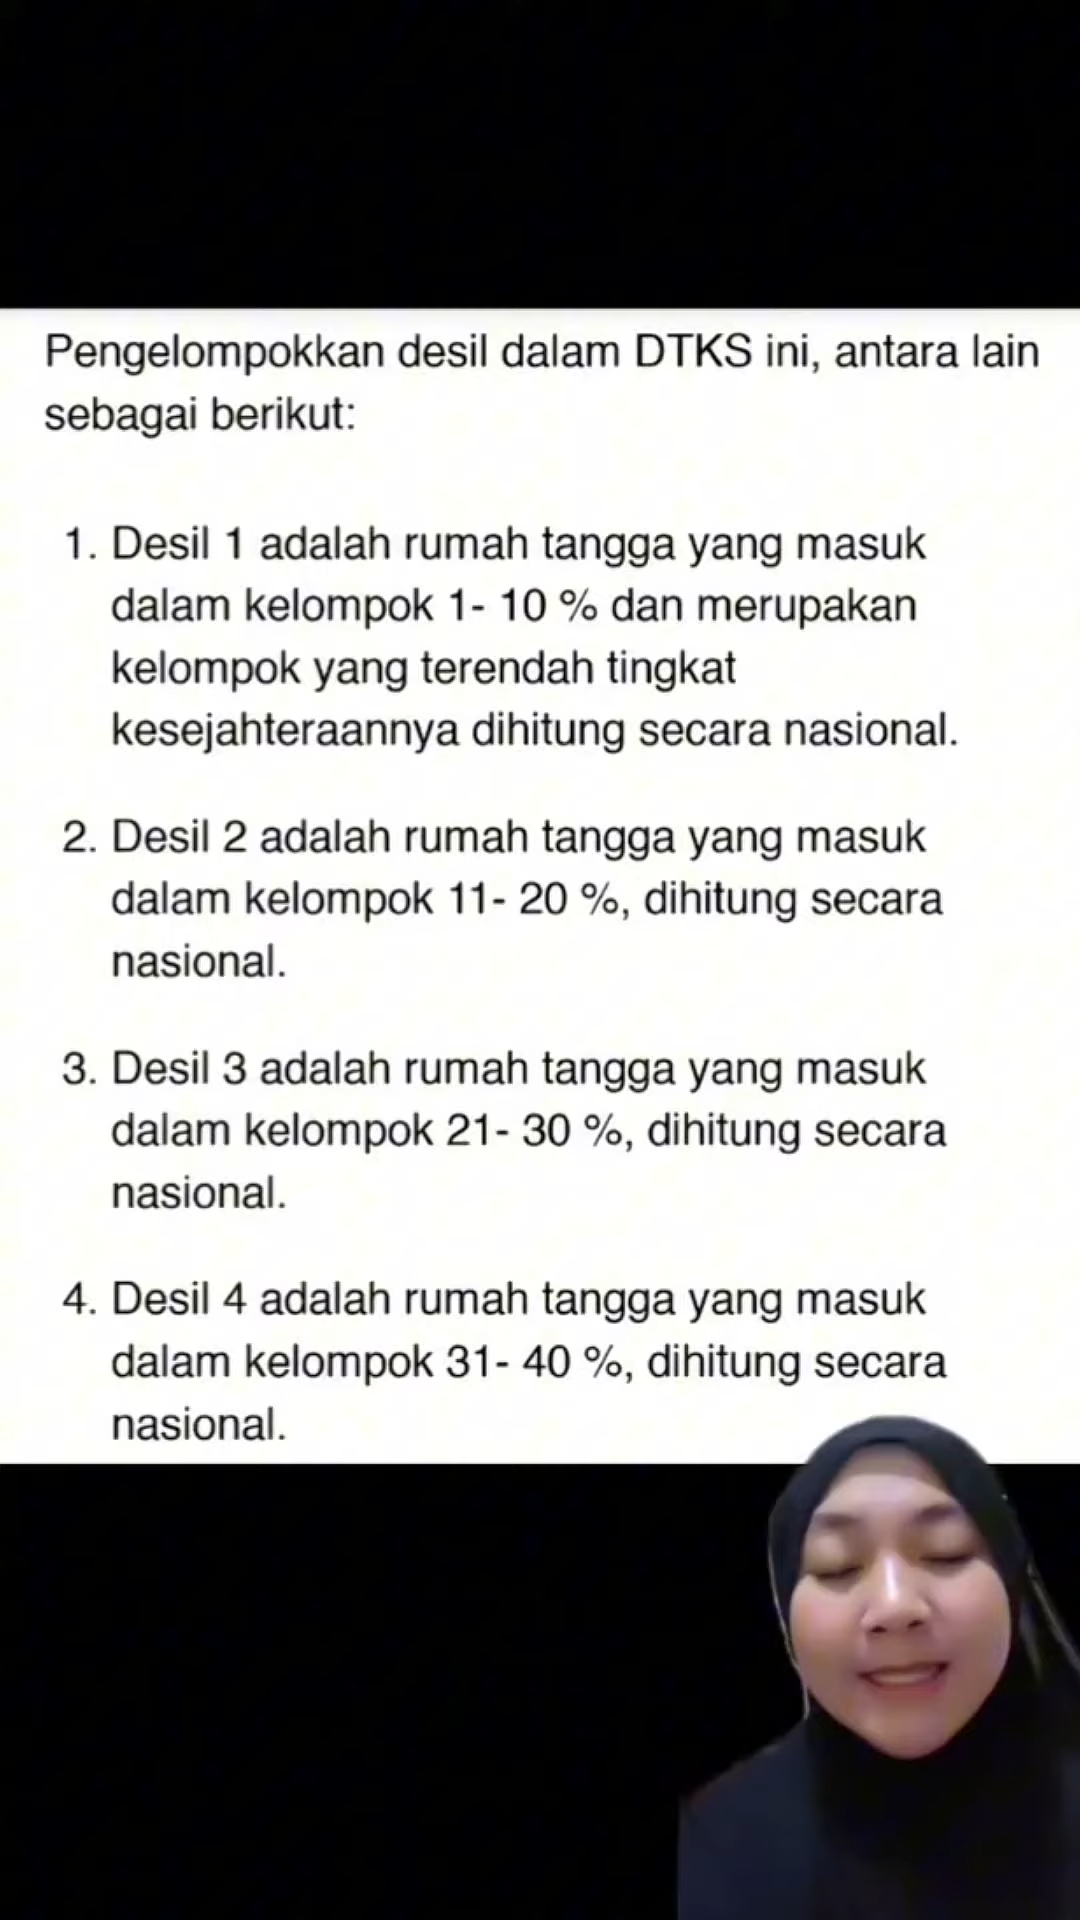 Pengelompokkan desil dalam DTKS ini, antara lain
sebagai berikut:
1. Desil 1 adalah rumah tangga yang masuk
dalam kelompok 1- 10 % dan merupakan
kelompok yang terendah tingkat
kesejahteraannya dihitung secara nasional.
2. Desil 2 adalah rumah tangga yang masuk
dalam kelompok 11- 20 %, dihitung secara
nasional.
3. Desil 3 adalah rumah tangga yang masuk
dalam kelompok 21- 30 %, dihitung secara
nasional.
4. Desil 4 adalah rumah tangga yang masuk
dalam kelompok 31- 40 %, dihitung secara
nasional.